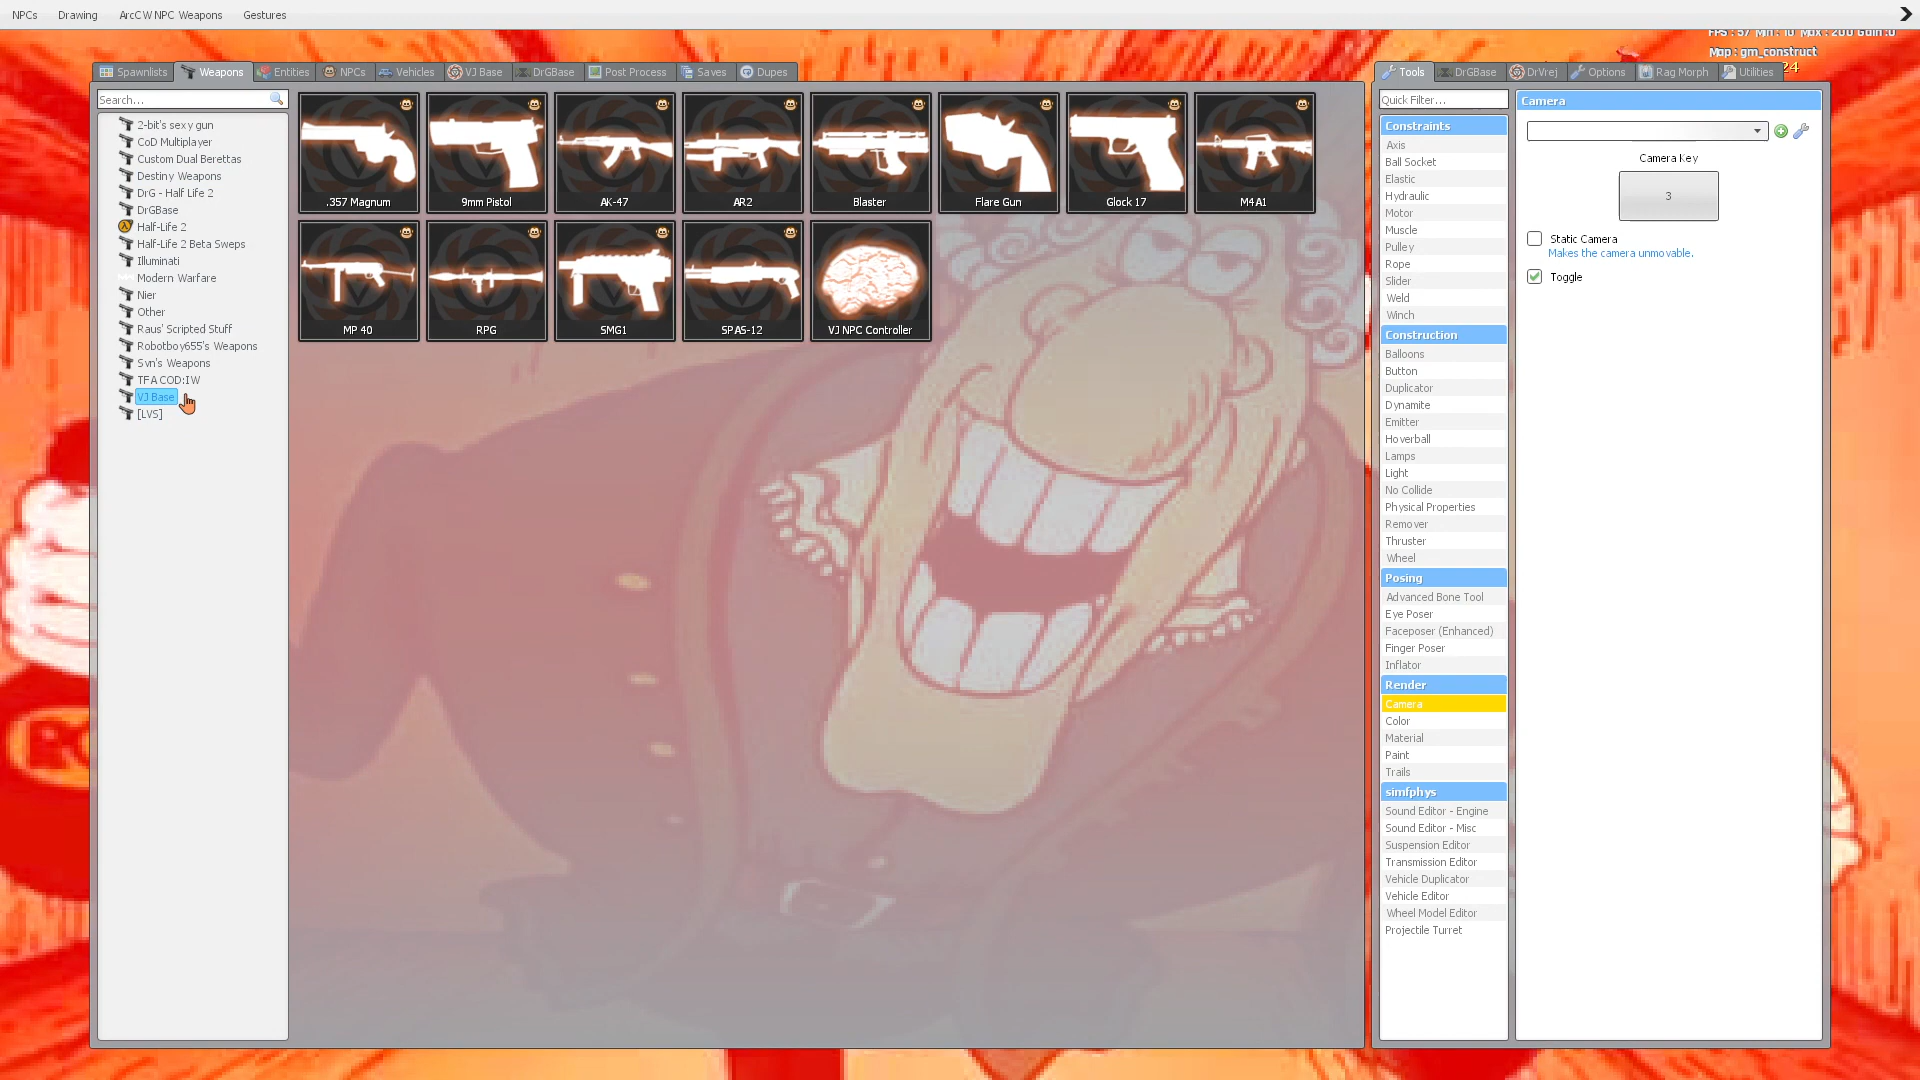 NPCs Drawing ArcCW NPC Weapons Gestures
Map : gm_construct
24
Spawnlists Weapons Entities NPCs Vehicles VJ Base DrGBase Post Process Saves Dupes
Search...
2-bit's sexy gun
CoD Multiplayer
Custom Dual Berettas
Destiny Weapons
DrG - Half Life 2
DrGBase
Half-Life 2
Half-Life 2 Beta Sweps
Illuminati
Modern Warfare
Nier
Other
Raus' Scripted Stuff
Robotboy655's Weapons
Svn's Weapons
TFA COD:IW
VJ Base
[LVS]
.357 Magnum 9mm Pistol AK-47 AR2 Blaster Flare Gun Glock 17 M4A1
MP 40 RPG SMG1 SPAS-12 VJ NPC Controller
Tools DrGBase DrVrej Options Rag Morph Utilities
Quick Filter...
Constraints
Axis
Ball Socket
Elastic
Hydraulic
Motor
Muscle
Pulley
Rope
Slider
Weld
Winch
Construction
Balloons
Button
Duplicator
Dynamite
Emitter
Hoverball
Lamps
Light
No Collide
Physical Properties
Remover
Thruster
Wheel
Posing
Advanced Bone Tool
Eye Poser
Faceposer (Enhanced)
Finger Poser
Inflator
Render
Camera
Color
Material
Paint
Trails
simfphys
Sound Editor - Engine
Sound Editor - Misc
Suspension Editor
Transmission Editor
Vehicle Duplicator
Vehicle Editor
Wheel Model Editor
Projectile Turret
Camera
Camera Key
3
Static Camera
Makes the camera unmovable.
Toggle